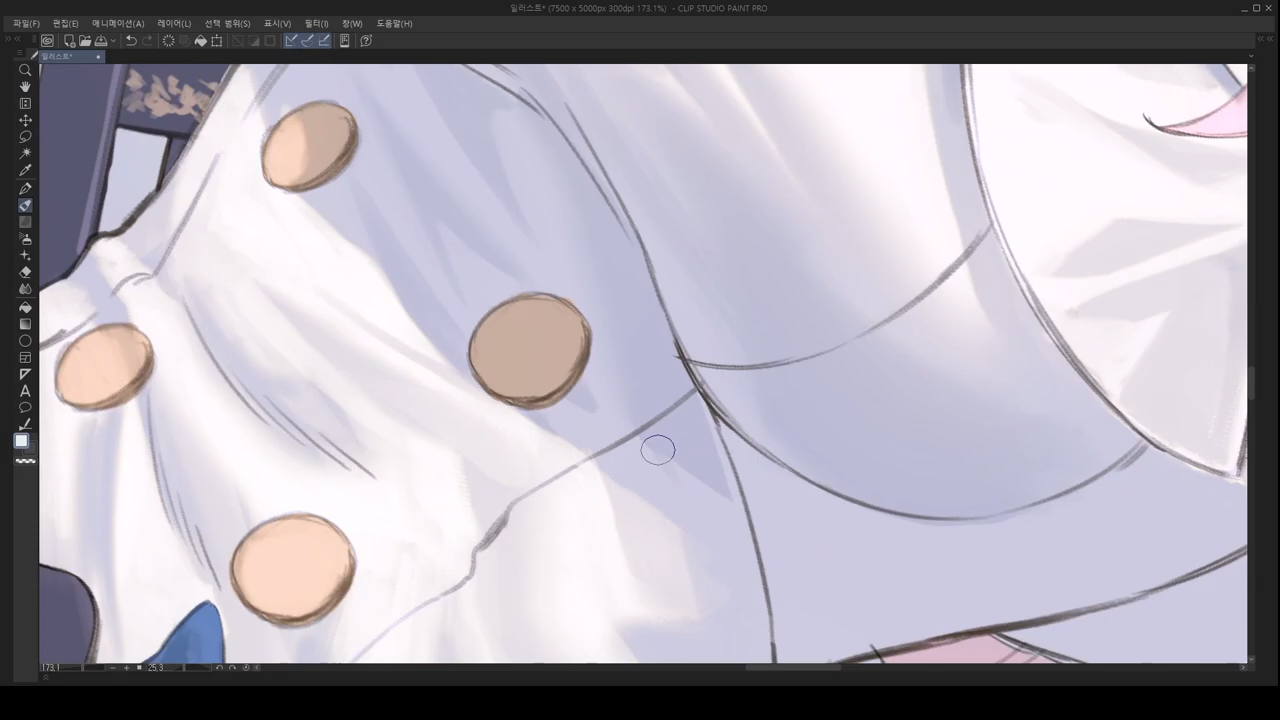 일러스트* (7500 x 5000px 300dpi 173.1%) - CLIP STUDIO PAINT PRO
파일(F) 편집(E) 애니메이션(A) 레이어(L) 선택 범위(S) 표시(V) 필터(I) 창(W) 도움말(H)
일러스트*
A
173.1
25.3